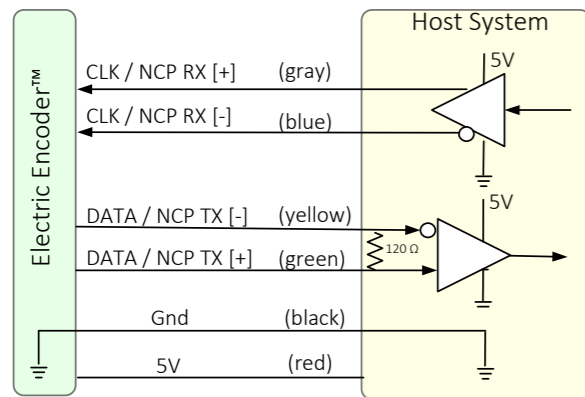 Host System
Electric Encoder™
5V
CLK / NCP RX [+] (gray)
CLK / NCP RX [-] (blue)
5V
DATA / NCP TX [-] (yellow)
120 Ω
DATA / NCP TX [+] (green)
Gnd (black)
5V (red)